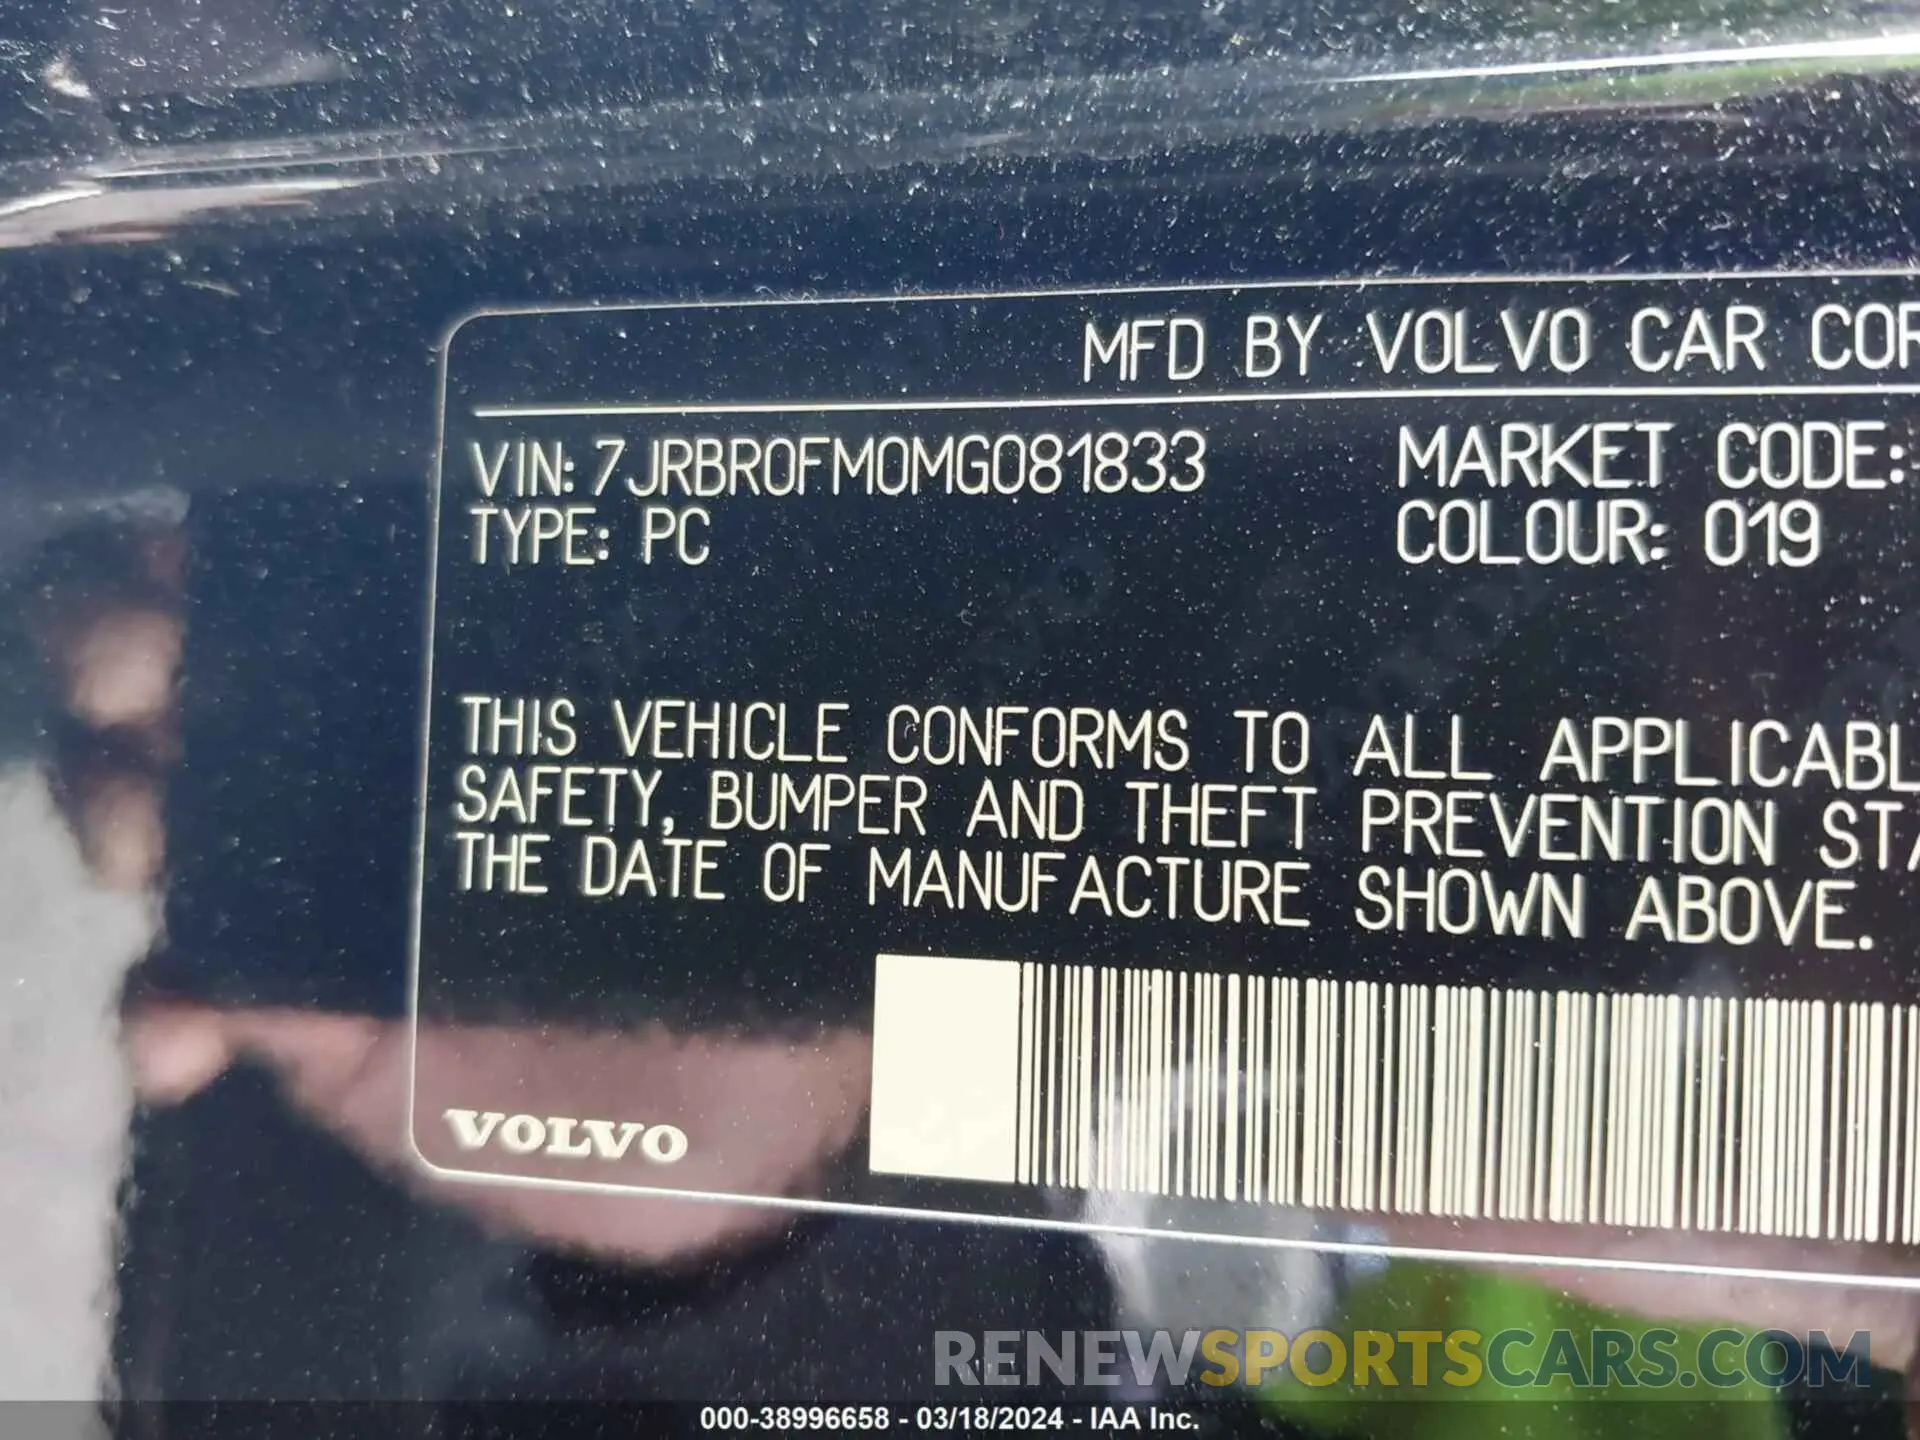 MFD BY VOLVO CAR COR
VIN: 7JRBR0FM0MG081833
MARKET CODE:
TYPE: PC
COLOUR: 019
THIS VEHICLE CONFORMS TO ALL APPLICABL
SAFETY, BUMPER AND THEFT PREVENTION STA
THE DATE OF MANUFACTURE SHOWN ABOVE.
VOLVO
RENEWSPORTSCARS.COM
000-38996658 - 03/18/2024 - IAA Inc.